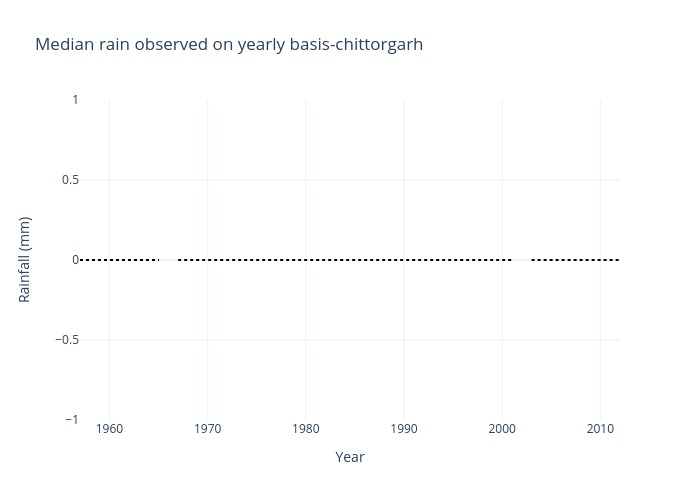 Median rain observed on yearly basis-chittorgarh
1
0.5
0
−0.5
−1
Rainfall (mm)
1960 1970 1980 1990 2000 2010
Year